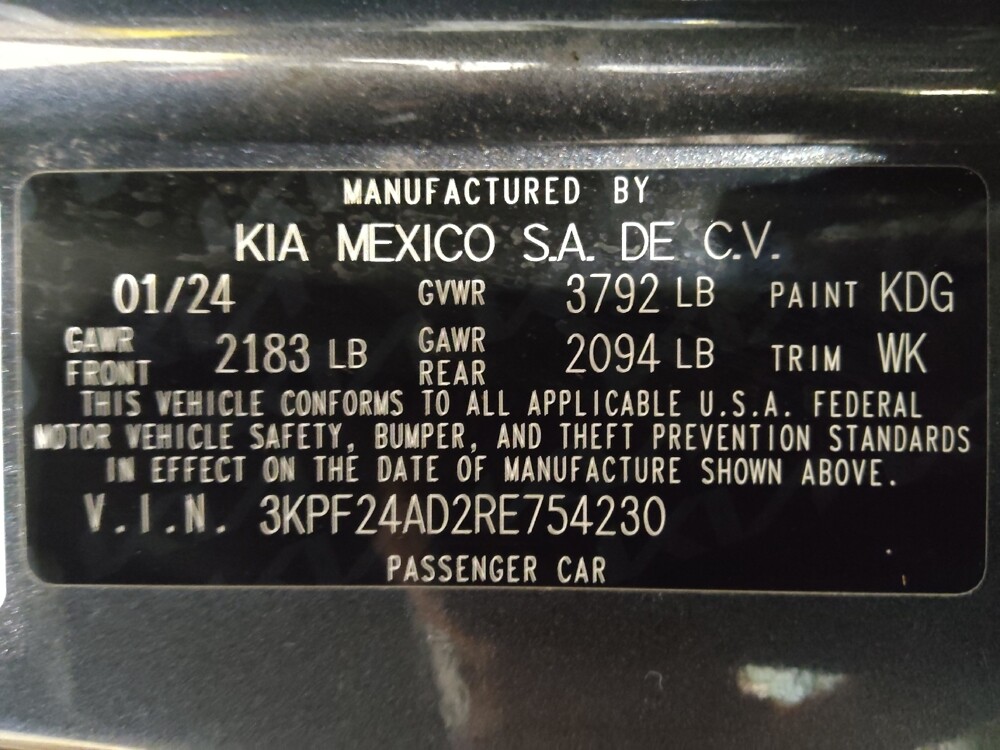 MANUFACTURED BY
KIA MEXICO S.A. DE C.V.
01/24 GVWR 3792 LB PAINT KDG
GAWR FRONT 2183 LB GAWR REAR 2094 LB TRIM WK
THIS VEHICLE CONFORMS TO ALL APPLICABLE U.S.A. FEDERAL
MOTOR VEHICLE SAFETY, BUMPER, AND THEFT PREVENTION STANDARDS
IN EFFECT ON THE DATE OF MANUFACTURE SHOWN ABOVE.
V.I.N. 3KPF24AD2RE754230
PASSENGER CAR